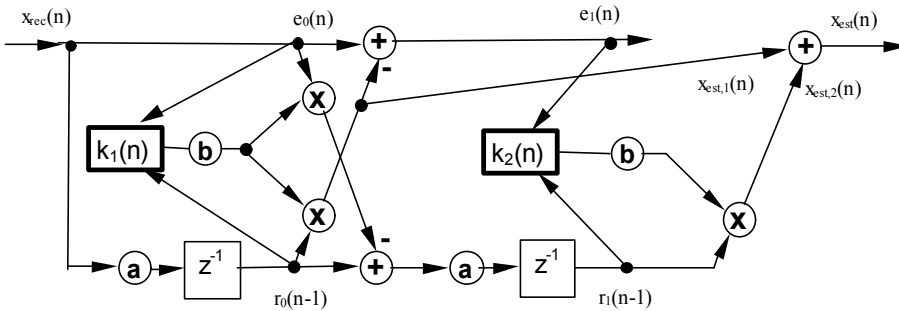 x_rec(n) e_0(n) e_1(n) x_est(n)
+ - +
x_est,1(n) x_est,2(n)
x
k_1(n) b k_2(n) b
x x
-
a z^-1 + a z^-1
r_0(n-1) r_1(n-1)